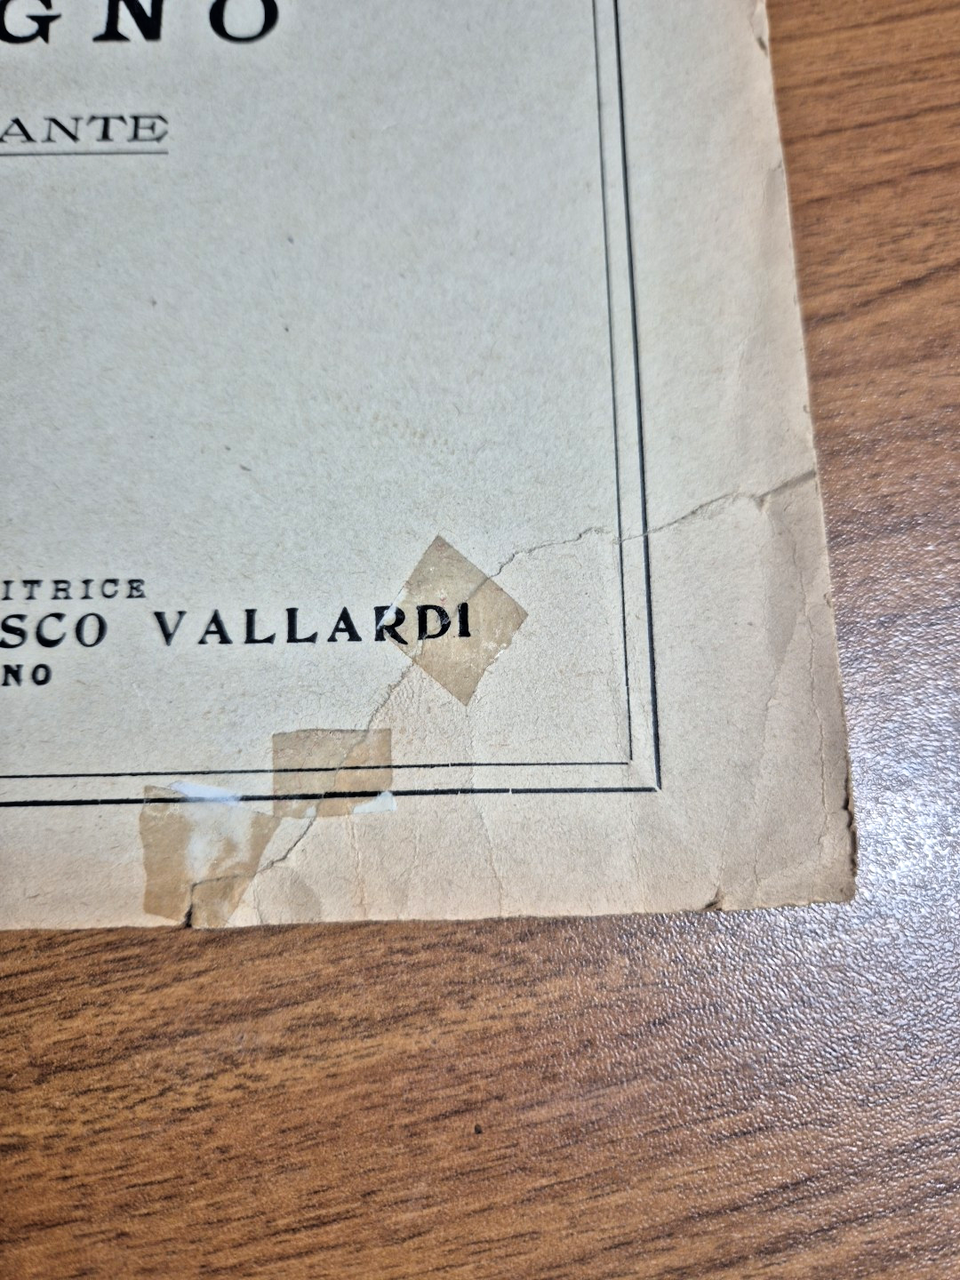 GNO
ANTE
ITRICE
SCO VALLARDI
NO